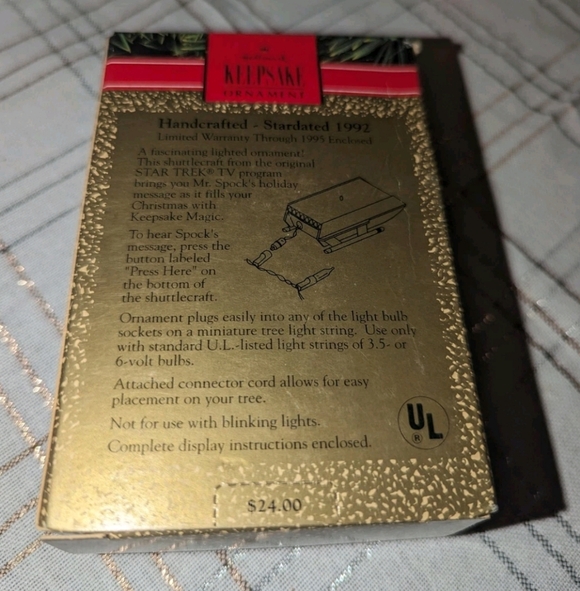 Hallmark
KEEPSAKE
ORNAMENT
Handcrafted - Stardated 1992
Limited Warranty Through 1995 Enclosed
A fascinating lighted ornament!
This shuttlecraft from the original
STAR TREK® TV program
brings you Mr. Spock's holiday
message as it fills your
Christmas with
Keepsake Magic.
To hear Spock's
message, press the
button labeled
"Press Here" on
the bottom of
the shuttlecraft.
Ornament plugs easily into any of the light bulb
sockets on a miniature tree light string. Use only
with standard U.L.-listed light strings of 3.5- or
6-volt bulbs.
Attached connector cord allows for easy
placement on your tree.
Not for use with blinking lights.
Complete display instructions enclosed.
UL
®
$24.00